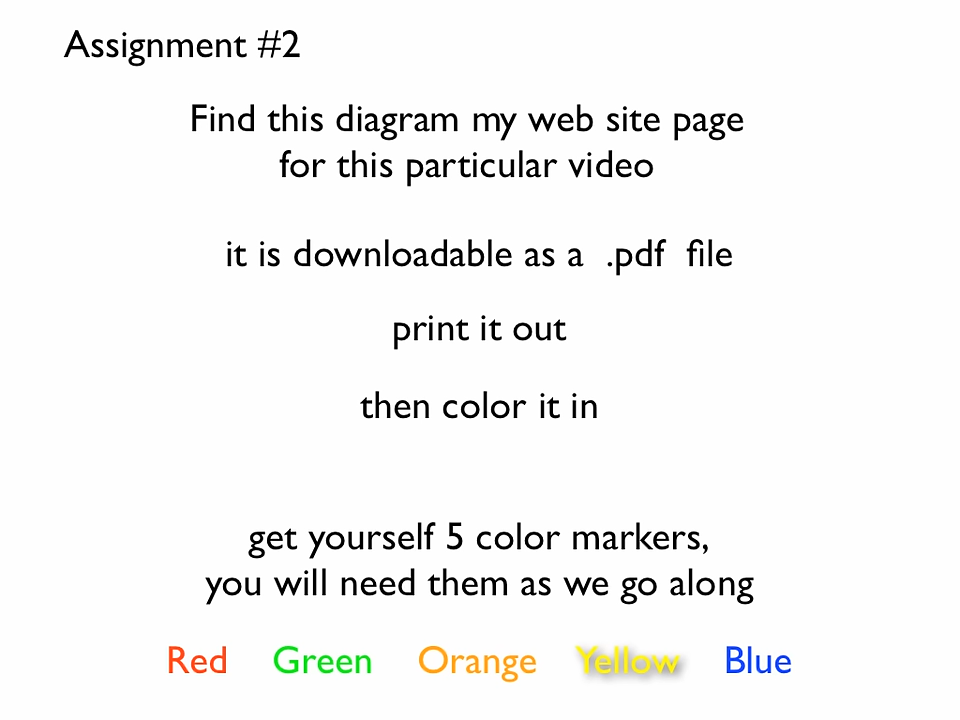 Assignment #2
Find this diagram my web site page
for this particular video
it is downloadable as a .pdf file
print it out
then color it in
get yourself 5 color markers,
you will need them as we go along
Red Green Orange Yellow Blue